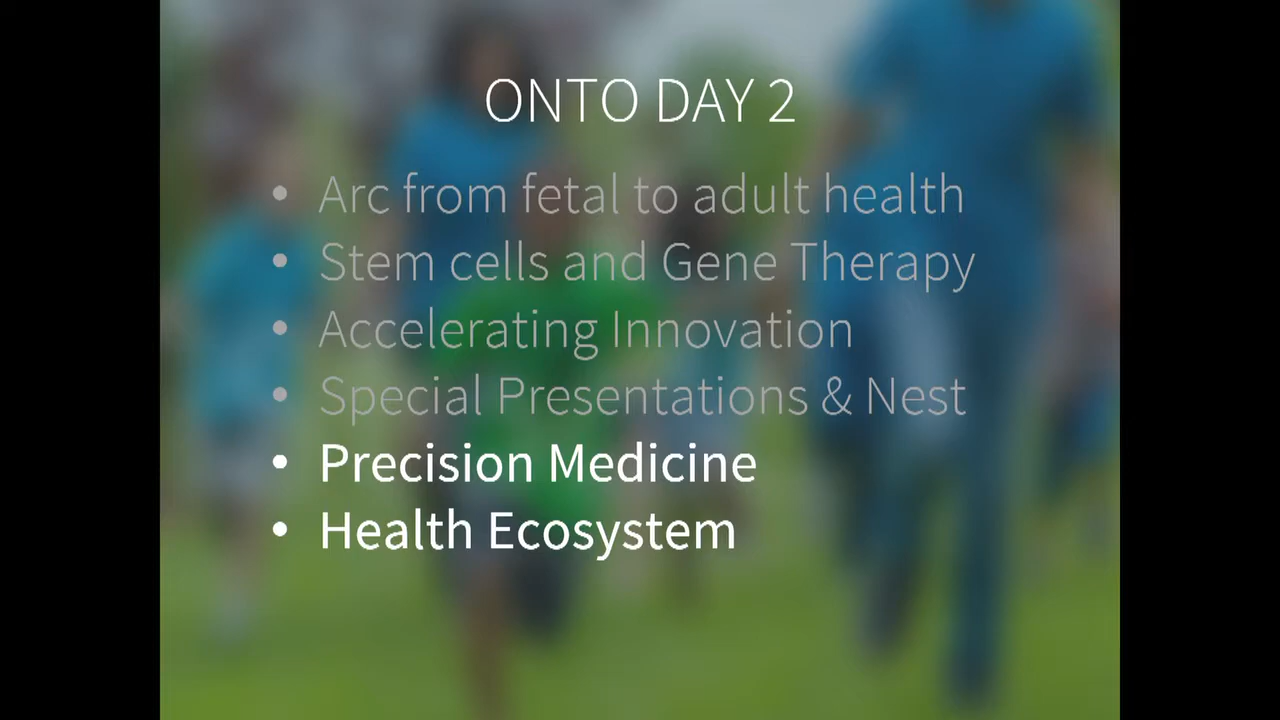 ONTO DAY 2
• Arc from fetal to adult health
• Stem cells and Gene Therapy
• Accelerating Innovation
• Special Presentations & Nest
• Precision Medicine
• Health Ecosystem